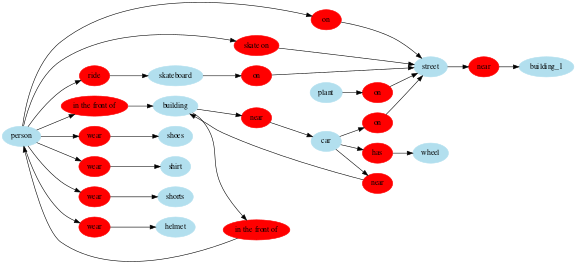 on
skate on
street
near
building_1
ride
skateboard
on
plant
on
in the front of
building
near
on
person
wear
shoes
car
has
wheel
wear
shirt
near
wear
shorts
wear
helmet
in the front of